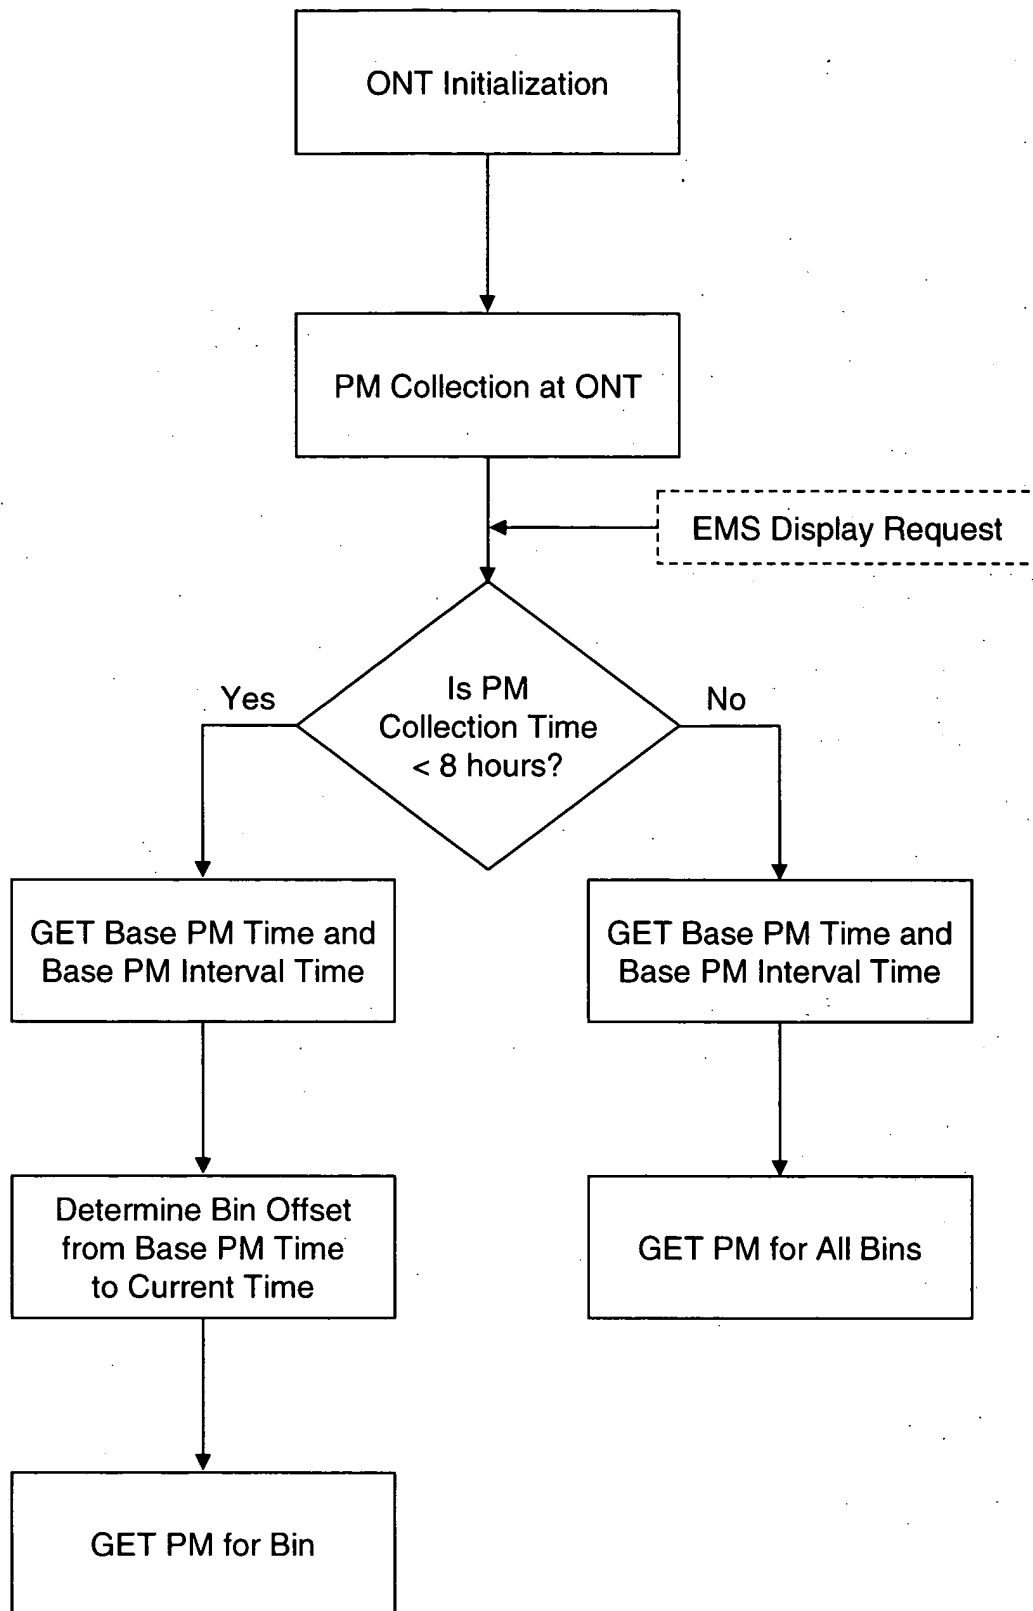 ONT Initialization
PM Collection at ONT
EMS Display Request
Is PM
Collection Time
< 8 hours?
Yes
No
GET Base PM Time and
Base PM Interval Time
GET Base PM Time and
Base PM Interval Time
Determine Bin Offset
from Base PM Time
to Current Time
GET PM for All Bins
GET PM for Bin